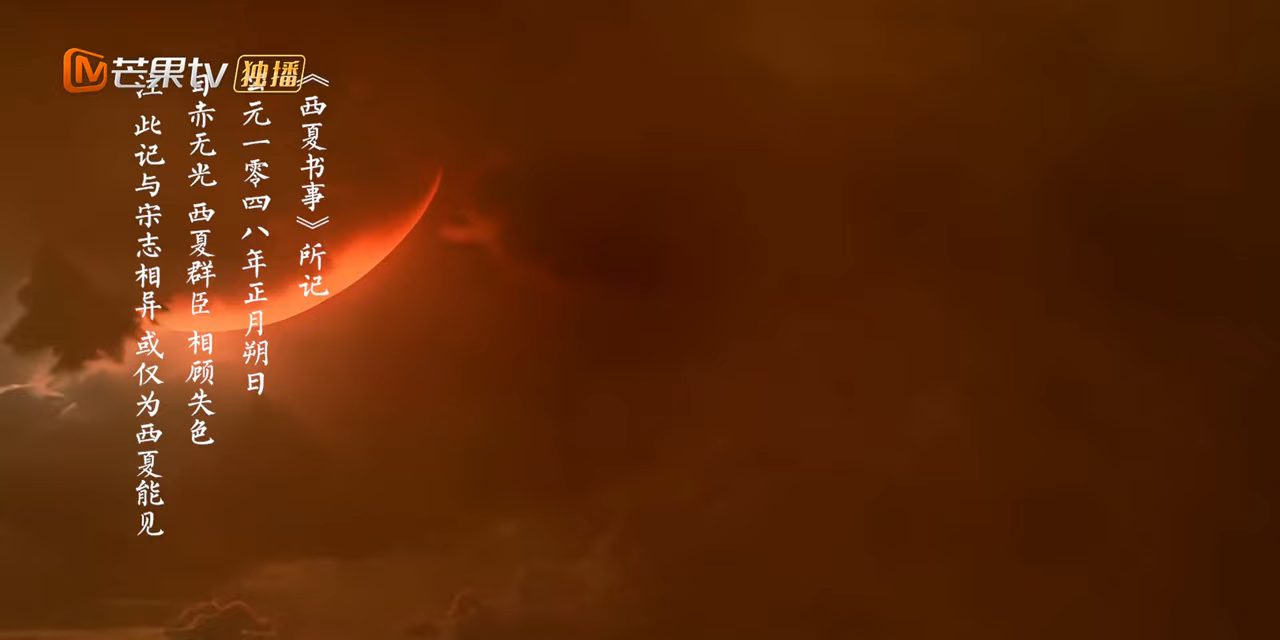 芒果tv 独播
《西夏书事》所记
元一零四八年正月朔日
赤无光 西夏群臣 相顾失色
此记与宋志相异 或仅为西夏能见